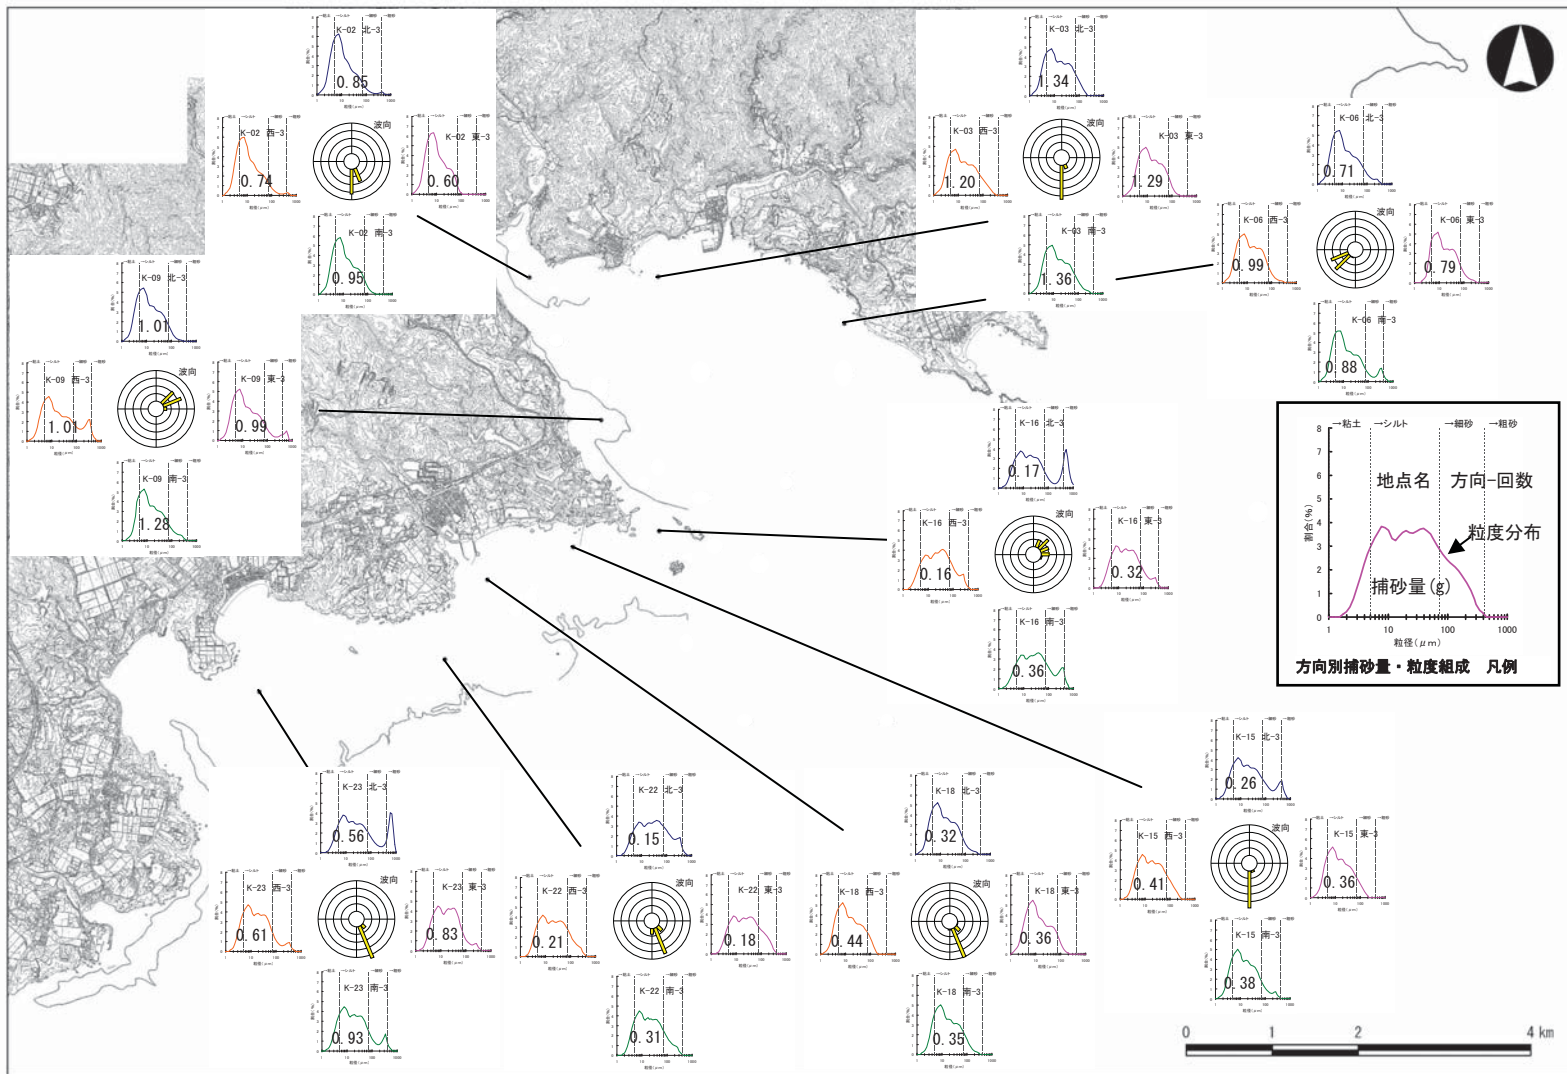 K-02 北-3
0.85
K-02 西-3
0.74
波向
K-02 東-3
0.60
K-02 南-3
0.95
K-03 北-3
1.34
K-03 西-3
1.20
波向
K-03 東-3
1.29
K-03 南-3
1.36
K-06 北-3
0.71
K-06 西-3
0.99
波向
K-06 東-3
0.79
K-06 南-3
0.88
K-09 北-3
1.01
K-09 西-3
1.01
波向
K-09 東-3
0.99
K-09 南-3
1.28
K-16 北-3
0.17
K-16 西-3
0.16
波向
K-16 東-3
0.32
K-16 南-3
0.36
→粘土 →シルト →細砂 →粗砂
地点名 方向-回数
粒度分布
捕砂量(g)
割合(%)
8
7
6
5
4
3
2
1
0
1 10 100 1000
粒径(μm)
方向別捕砂量・粒度組成 凡例
K-15 北-3
0.26
K-15 西-3
0.41
波向
K-15 東-3
0.36
K-15 南-3
0.38
K-23 北-3
0.56
K-23 西-3
0.61
波向
K-23 東-3
0.83
K-23 南-3
0.93
K-22 北-3
0.15
K-22 西-3
0.21
波向
K-22 東-3
0.18
K-22 南-3
0.31
K-18 北-3
0.32
K-18 西-3
0.44
波向
K-18 東-3
0.36
K-18 南-3
0.35
0 1 2 4 km